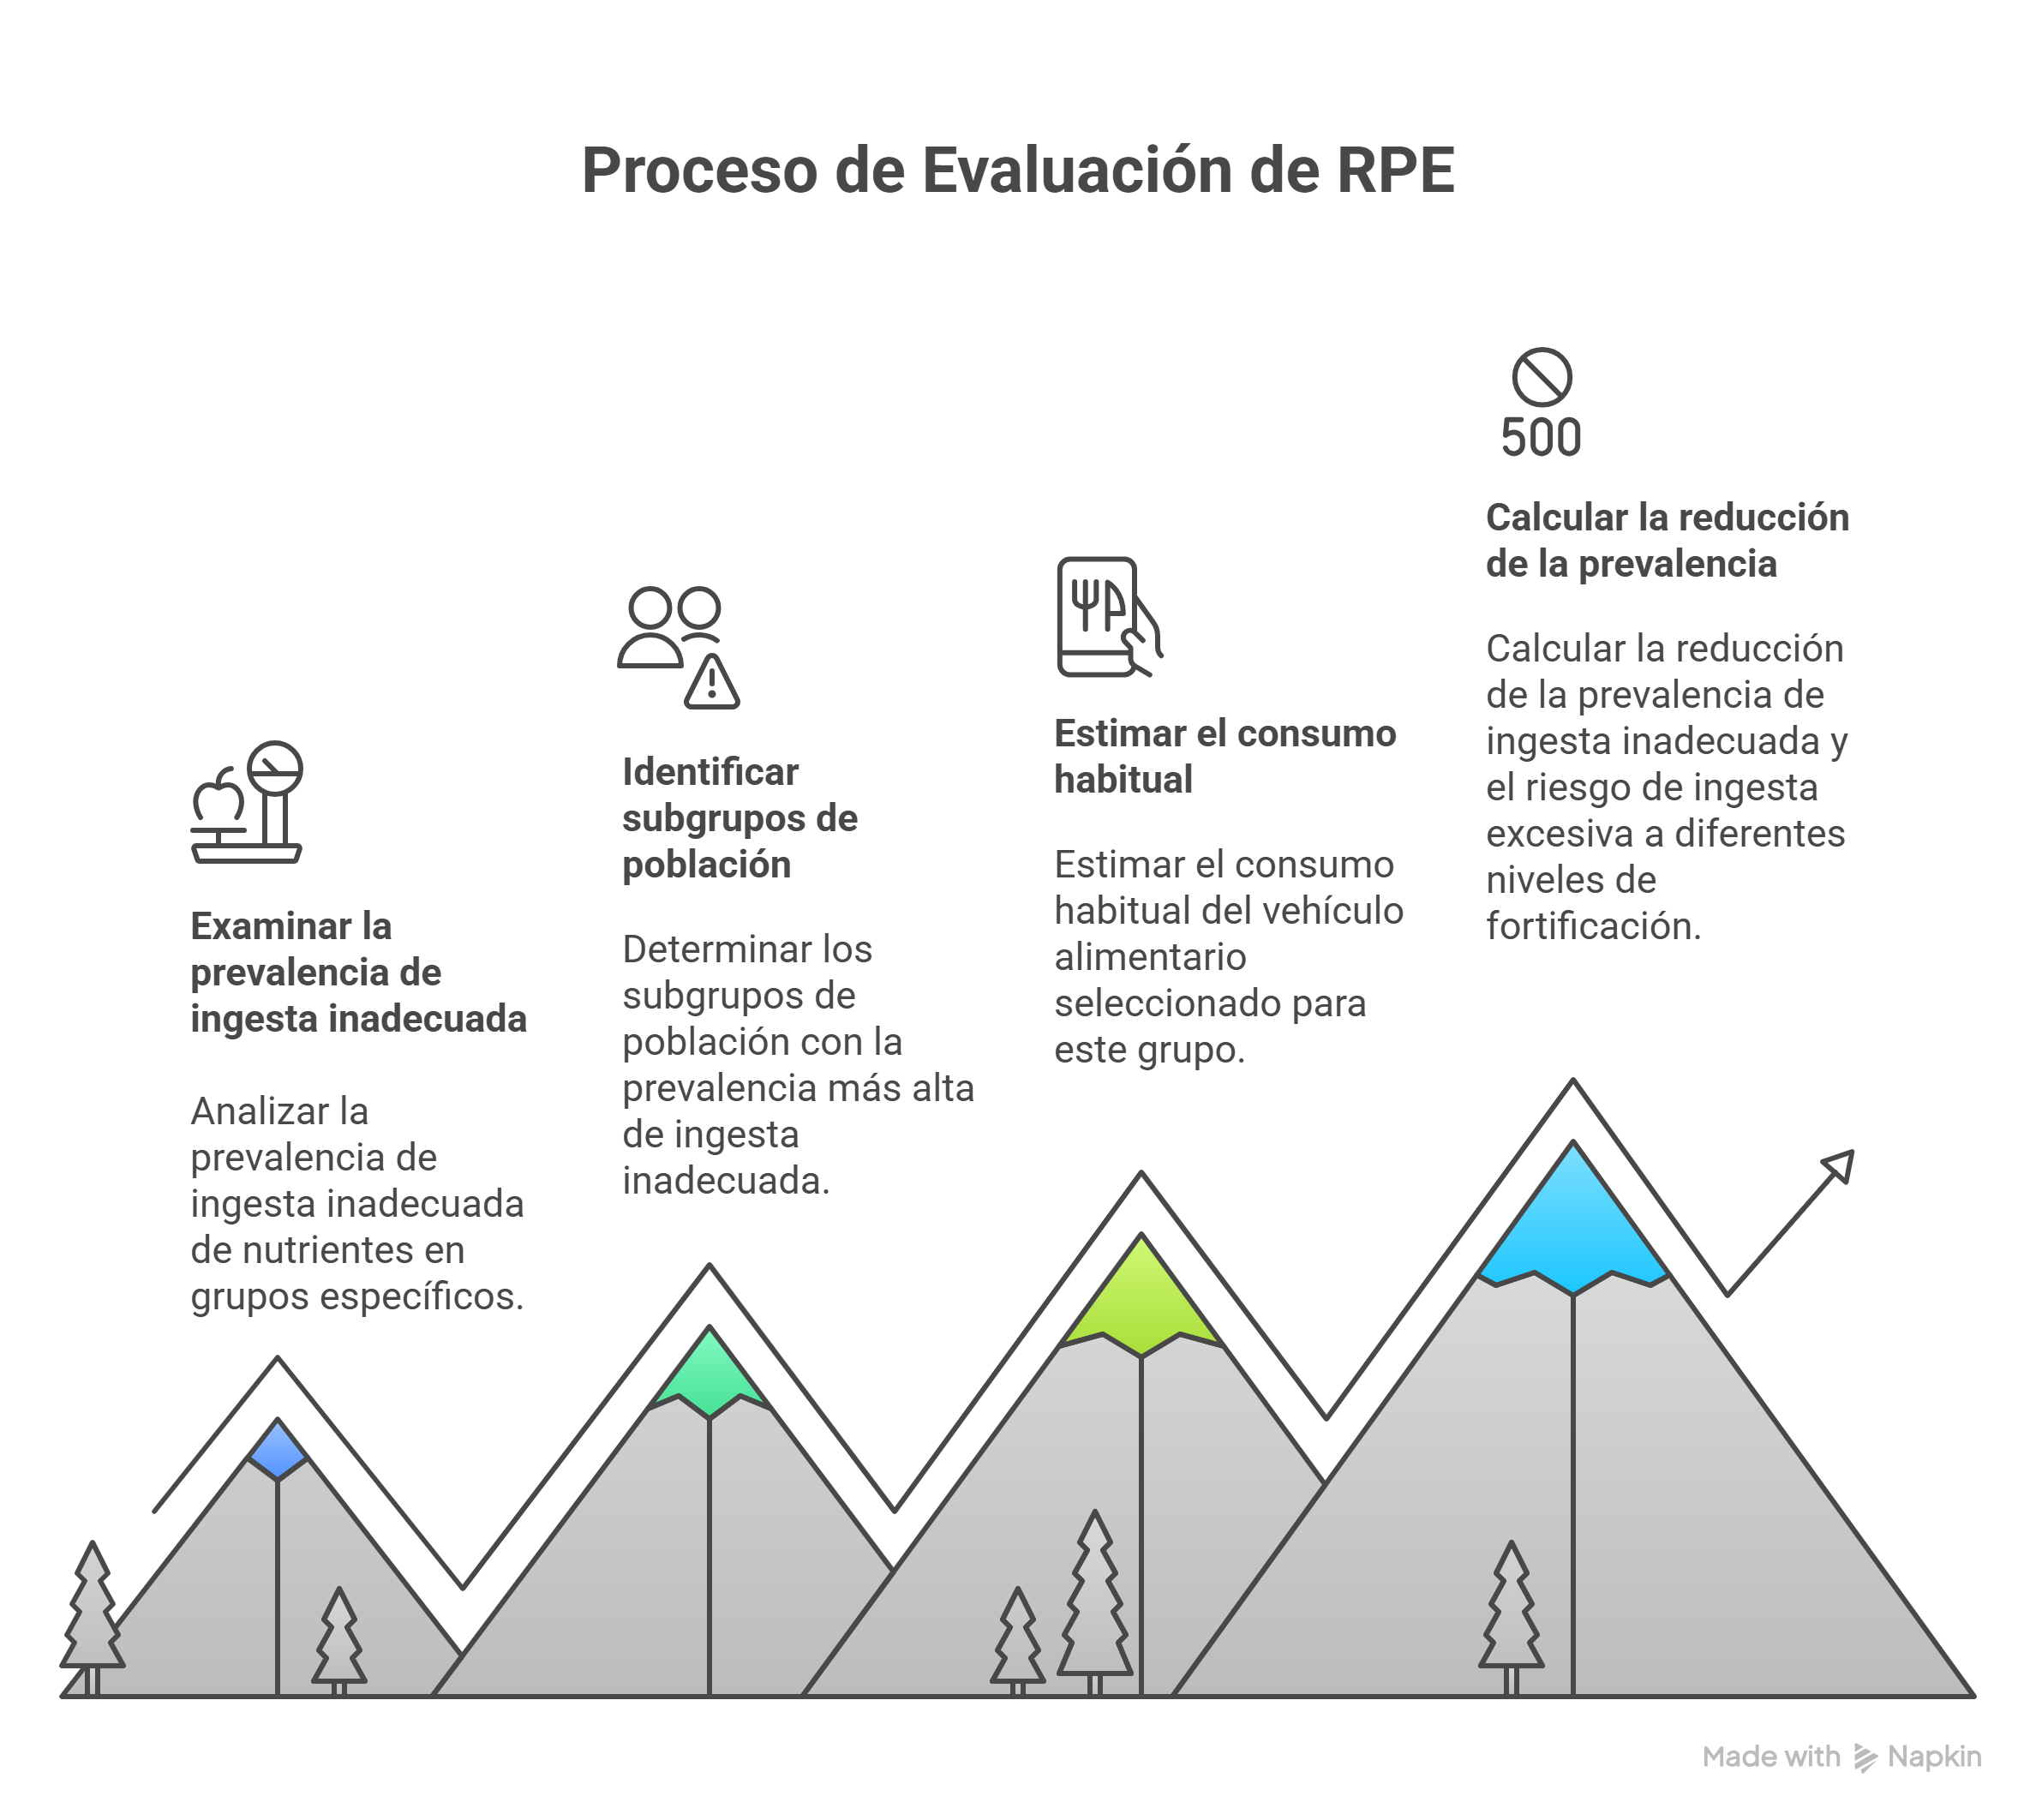 Proceso de Evaluación de RPE
500
Calcular la reducción
de la prevalencia
Calcular la reducción
de la prevalencia de
ingesta inadecuada y
el riesgo de ingesta
excesiva a diferentes
niveles de
fortificación.
Estimar el consumo
habitual
Estimar el consumo
habitual del vehículo
alimentario
seleccionado para
este grupo.
Identificar
subgrupos de
población
Determinar los
subgrupos de
población con la
prevalencia más alta
de ingesta
inadecuada.
Examinar la
prevalencia de
ingesta inadecuada
Analizar la
prevalencia de
ingesta inadecuada
de nutrientes en
grupos específicos.
Made with Napkin